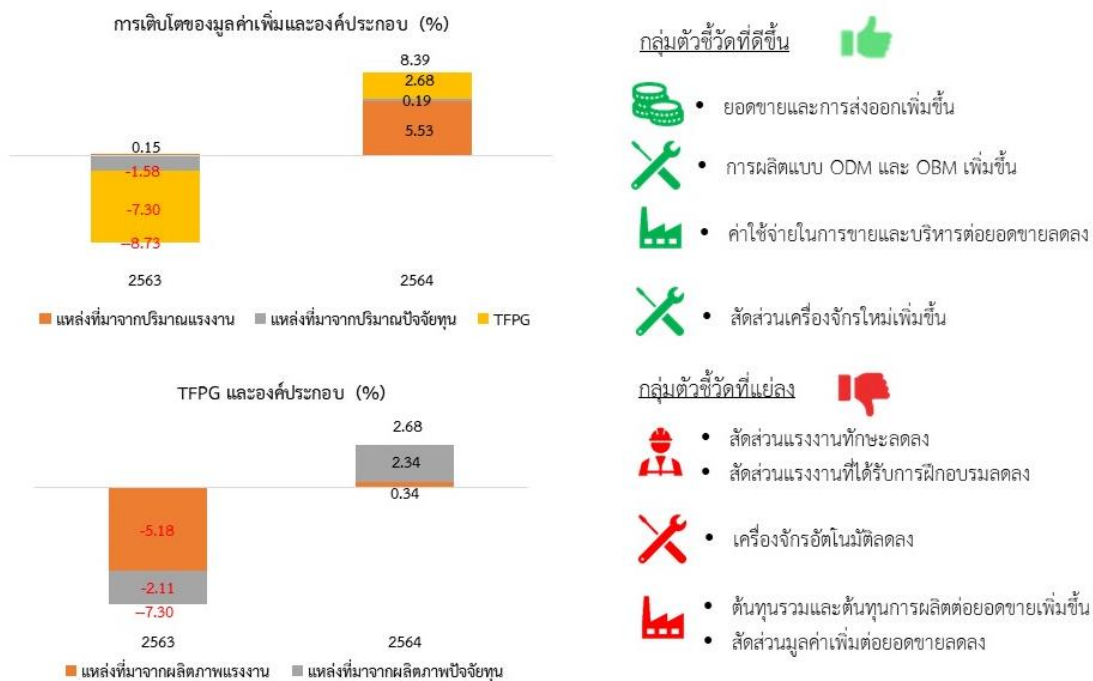 การเติบโตของมูลค่าเพิ่มและองค์ประกอบ (%)
8.39
2.68
0.19
5.53
0.15
-1.58
-7.30
-8.73
2563
2564
แหล่งที่มาจากปริมาณแรงงาน แหล่งที่มาจากปริมาณปัจจัยทุน TFPG
TFPG และองค์ประกอบ (%)
2.68
2.34
0.34
-5.18
-2.11
-7.30
2563
2564
แหล่งที่มาจากผลิตภาพแรงงาน แหล่งที่มาจากผลิตภาพปัจจัยทุน
กลุ่มตัวชี้วัดที่ดีขึ้น
• ยอดขายและการส่งออกเพิ่มขึ้น
• การผลิตแบบ ODM และ OBM เพิ่มขึ้น
• ค่าใช้จ่ายในการขายและบริหารต่อยอดขายลดลง
• สัดส่วนเครื่องจักรใหม่เพิ่มขึ้น
กลุ่มตัวชี้วัดที่แย่ลง
• สัดส่วนแรงงานทักษะลดลง
• สัดส่วนแรงงานที่ได้รับการฝึกอบรมลดลง
• เครื่องจักรอัตโนมัติลดลง
• ต้นทุนรวมและต้นทุนการผลิตต่อยอดขายเพิ่มขึ้น
• สัดส่วนมูลค่าเพิ่มต่อยอดขายลดลง